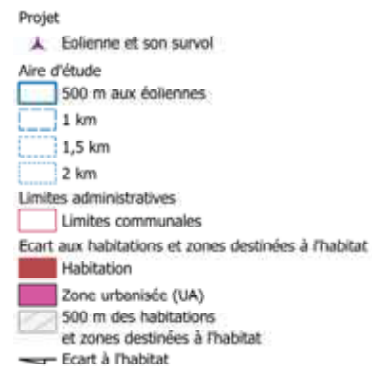 Projet
Eolienne et son survol
Aire d'étude
500 m aux éoliennes
1 km
1,5 km
2 km
Limites administratives
Limites communales
Ecart aux habitations et zones destinées à l'habitat
Habitation
Zone urbanisée (UA)
500 m des habitations
et zones destinées à l'habitat
Ecart à l'habitat